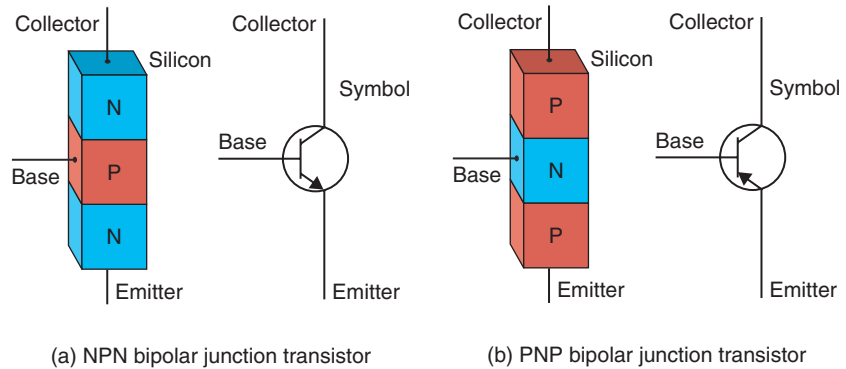 Collector
Silicon
N
P
N
Base
Emitter
Collector
Symbol
Base
Emitter
(a) NPN bipolar junction transistor
Collector
Silicon
P
N
P
Base
Emitter
Collector
Symbol
Base
Emitter
(b) PNP bipolar junction transistor